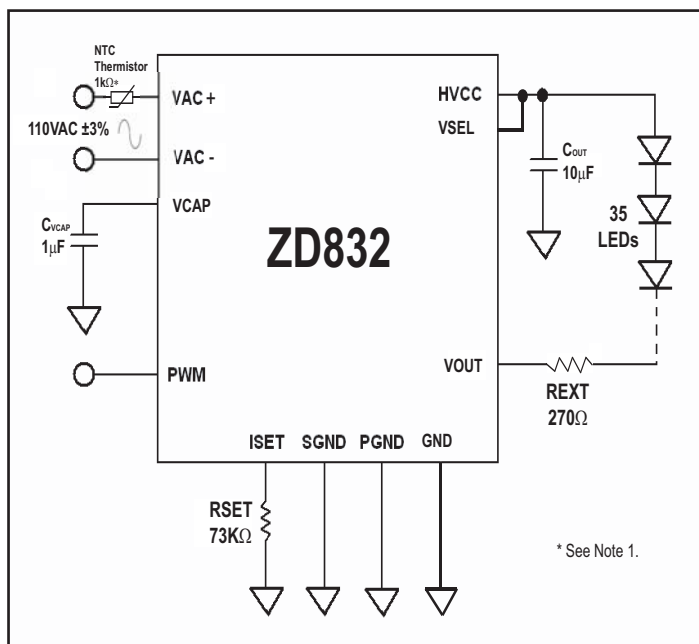 NTC
Thermistor
1kΩ*
VAC +
110VAC ±3%
VAC -
VCAP
CVCAP
1µF
PWM
ZD832
HVCC
VSEL
COUT
10µF
35
LEDs
VOUT
REXT
270Ω
ISET SGND PGND GND
RSET
73KΩ
* See Note 1.